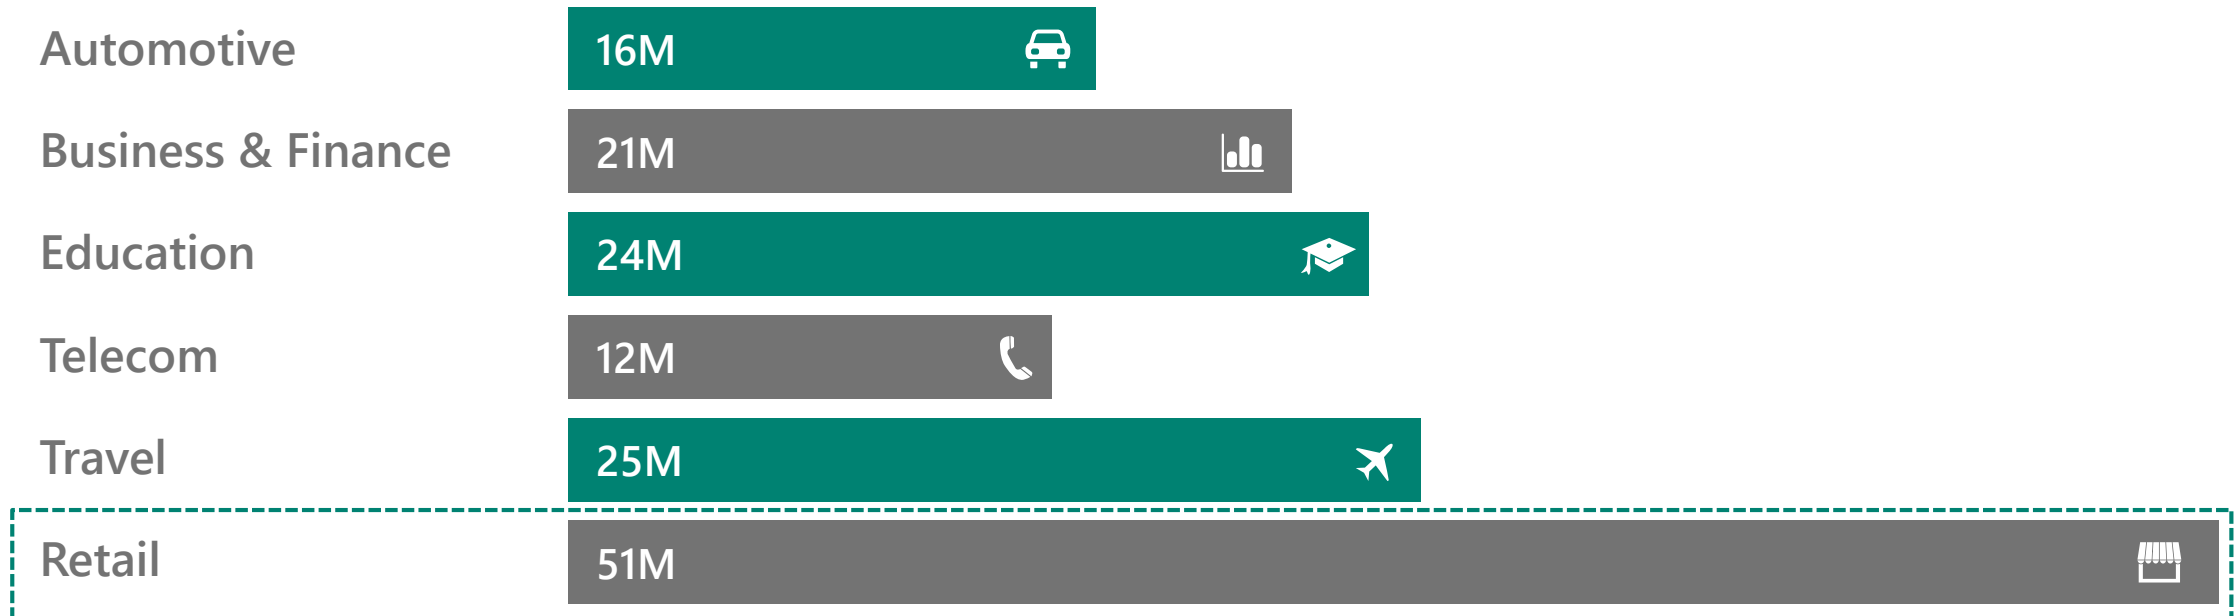 Automotive 16M
Business & Finance 21M
Education 24M
Telecom 12M
Travel 25M
Retail 51M